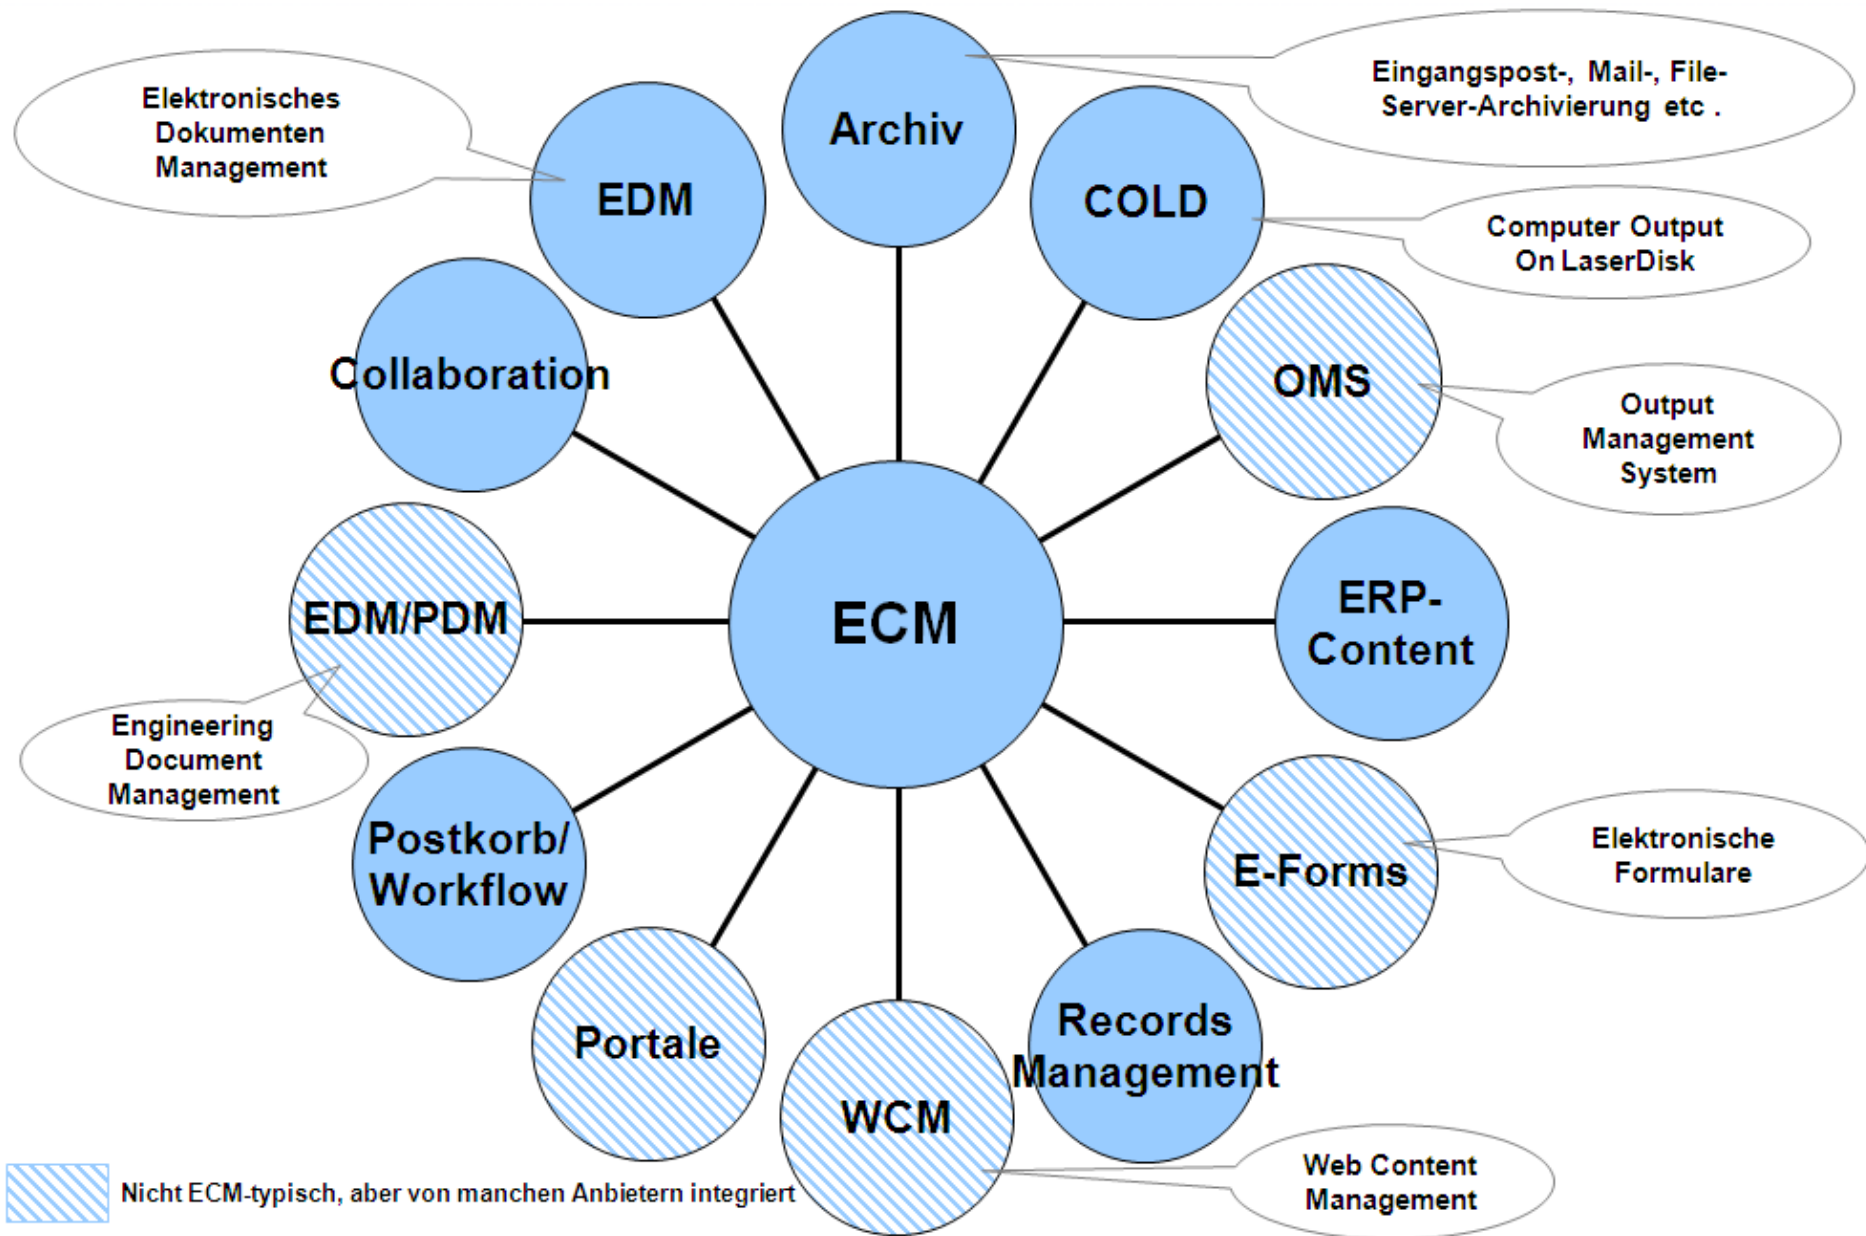 Archiv
Eingangspost-, Mail-, File-
Server-Archivierung etc .
COLD
Computer Output
On LaserDisk
OMS
Output
Management
System
ERP-
Content
E-Forms
Elektronische
Formulare
Records
Management
WCM
Web Content
Management
Portale
Postkorb/
Workflow
EDM/PDM
Engineering
Document
Management
Collaboration
EDM
Elektronisches
Dokumenten
Management
ECM
Nicht ECM-typisch, aber von manchen Anbietern integriert